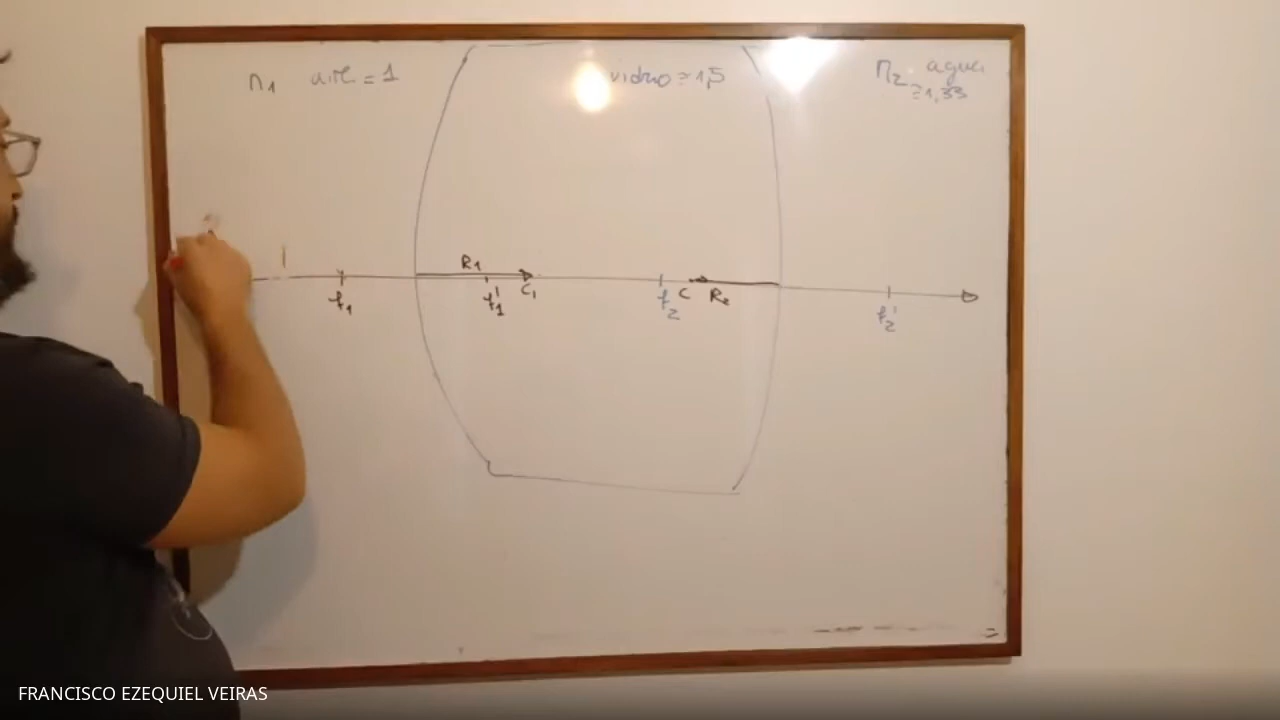 n₁ aire = 1
vidrio ≅ 1,5
n₂ agua
≅ 1,33
R₁
f₁ f₁' C₁ f₂ C R₂ f₂'
FRANCISCO EZEQUIEL VEIRAS